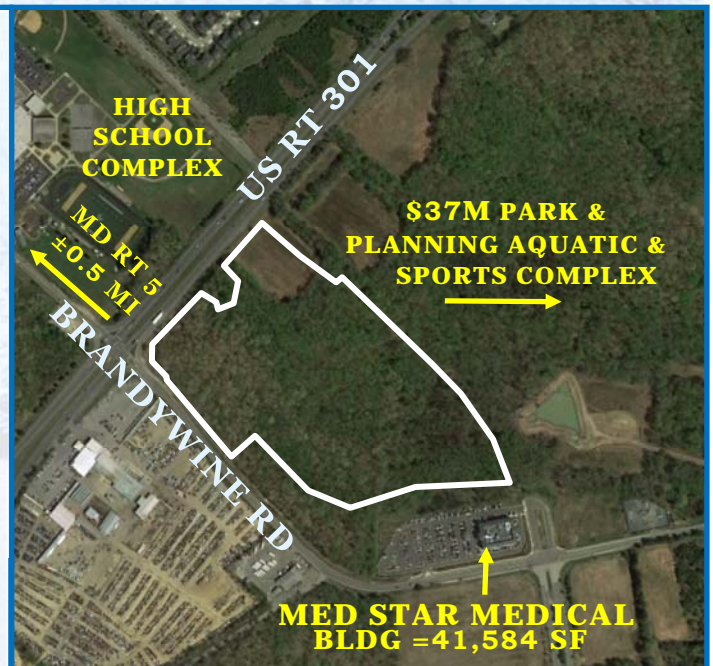 HIGH
SCHOOL
COMPLEX
US RT 301
$37M PARK &
PLANNING AQUATIC &
SPORTS COMPLEX
MD RT 5
±0.5 MI
BRANDYWINE RD
MED STAR MEDICAL
BLDG =41,584 SF